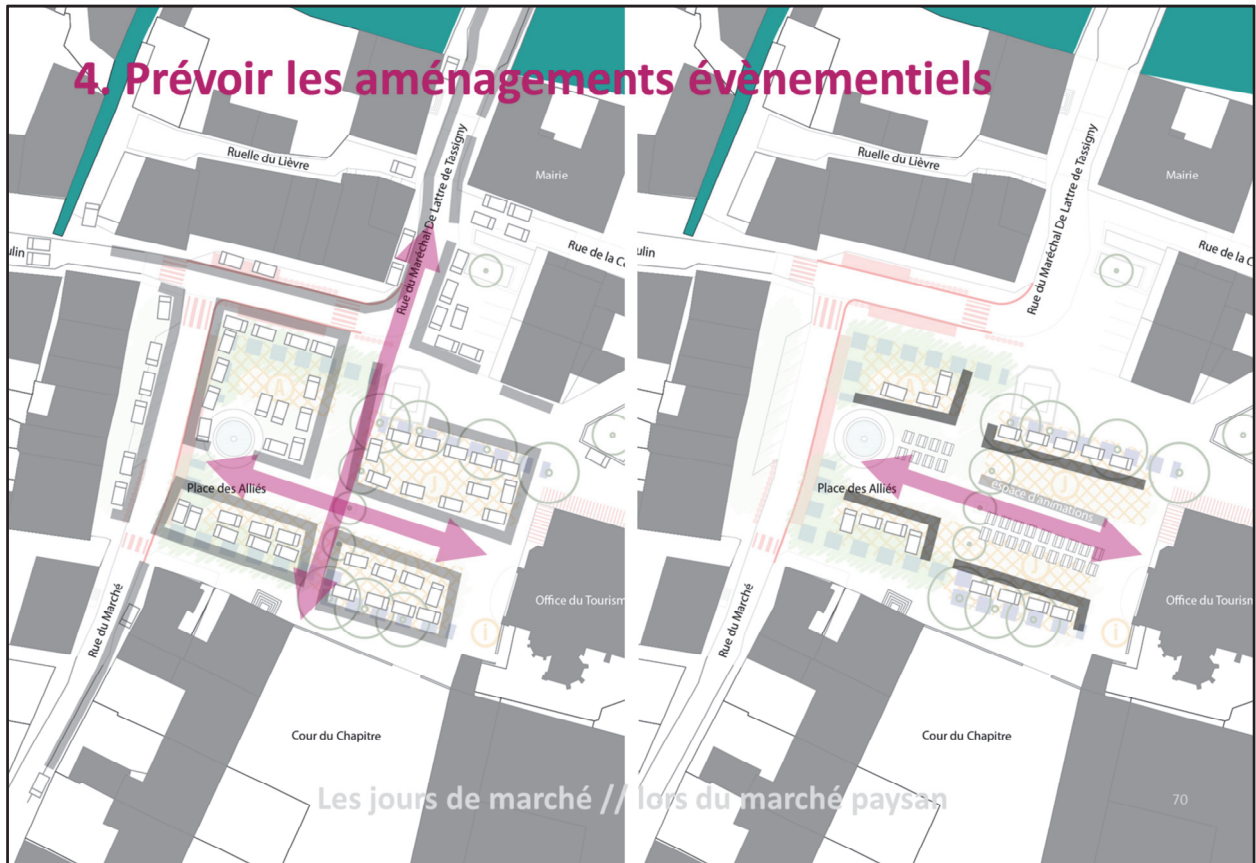 4. Prévoir les aménagements évènementiels
Ruelle du Lièvre
Rue du Maréchal De Lattre de Tassigny
Mairie
ulin
Rue de la C
Place des Alliés
Rue du Marché
Office du Tourism
i
Cour du Chapitre
Ruelle du Lièvre
Rue du Maréchal De Lattre de Tassigny
Mairie
ulin
Rue de la C
Place des Alliés
espace d'animations
Rue du Marché
Office du Tourism
i
Cour du Chapitre
Les jours de marché // lors du marché paysan
70